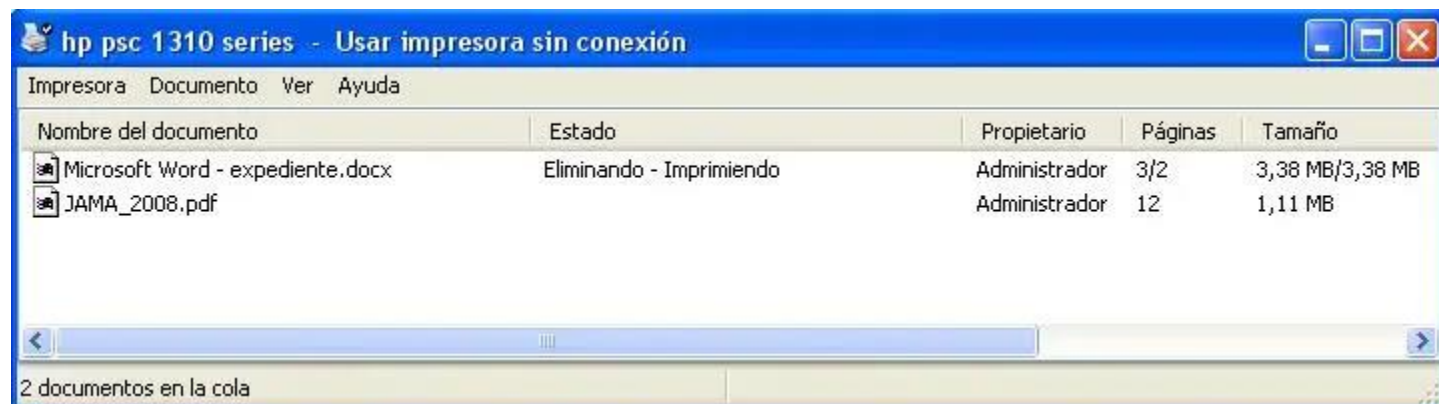 hp psc 1310 series - Usar impresora sin conexión
Impresora Documento Ver Ayuda
Nombre del documento Estado Propietario Páginas Tamaño
Microsoft Word - expediente.docx Eliminando - Imprimiendo Administrador 3/2 3,38 MB/3,38 MB
JAMA_2008.pdf Administrador 12 1,11 MB
2 documentos en la cola